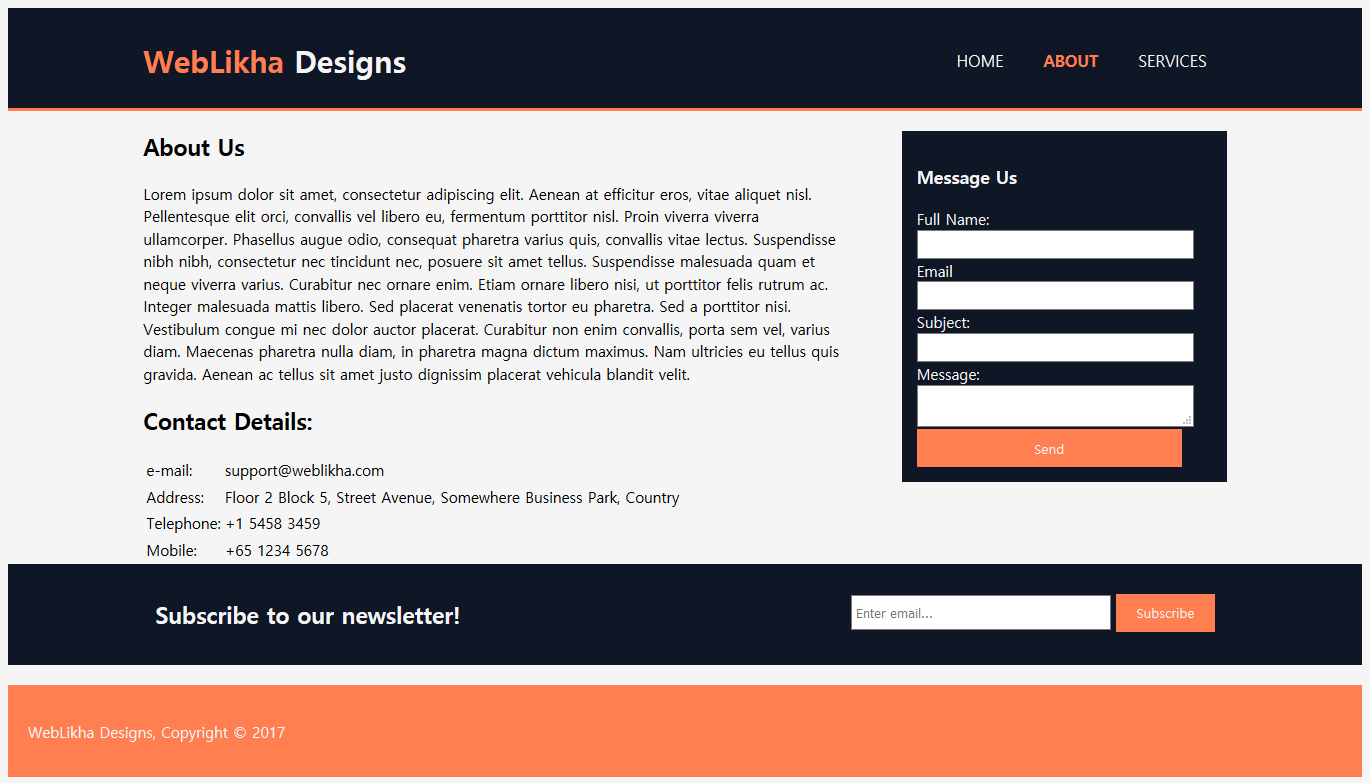 WebLikha Designs
HOME ABOUT SERVICES
About Us
Lorem ipsum dolor sit amet, consectetur adipiscing elit. Aenean at efficitur eros, vitae aliquet nisl.
Pellentesque elit orci, convallis vel libero eu, fermentum porttitor nisl. Proin viverra viverra
ullamcorper. Phasellus augue odio, consequat pharetra varius quis, convallis vitae lectus. Suspendisse
nibh nibh, consectetur nec tincidunt nec, posuere sit amet tellus. Suspendisse malesuada quam et
neque viverra varius. Curabitur nec ornare enim. Etiam ornare libero nisi, ut porttitor felis rutrum ac.
Integer malesuada mattis libero. Sed placerat venenatis tortor eu pharetra. Sed a porttitor nisi.
Vestibulum congue mi nec dolor auctor placerat. Curabitur non enim convallis, porta sem vel, varius
diam. Maecenas pharetra nulla diam, in pharetra magna dictum maximus. Nam ultricies eu tellus quis
gravida. Aenean ac tellus sit amet justo dignissim placerat vehicula blandit velit.
Contact Details:
e-mail: support@weblikha.com
Address: Floor 2 Block 5, Street Avenue, Somewhere Business Park, Country
Telephone: +1 5458 3459
Mobile: +65 1234 5678
Message Us
Full Name:
Email
Subject:
Message:
Send
Subscribe to our newsletter!
Enter email...
Subscribe
WebLikha Designs, Copyright © 2017